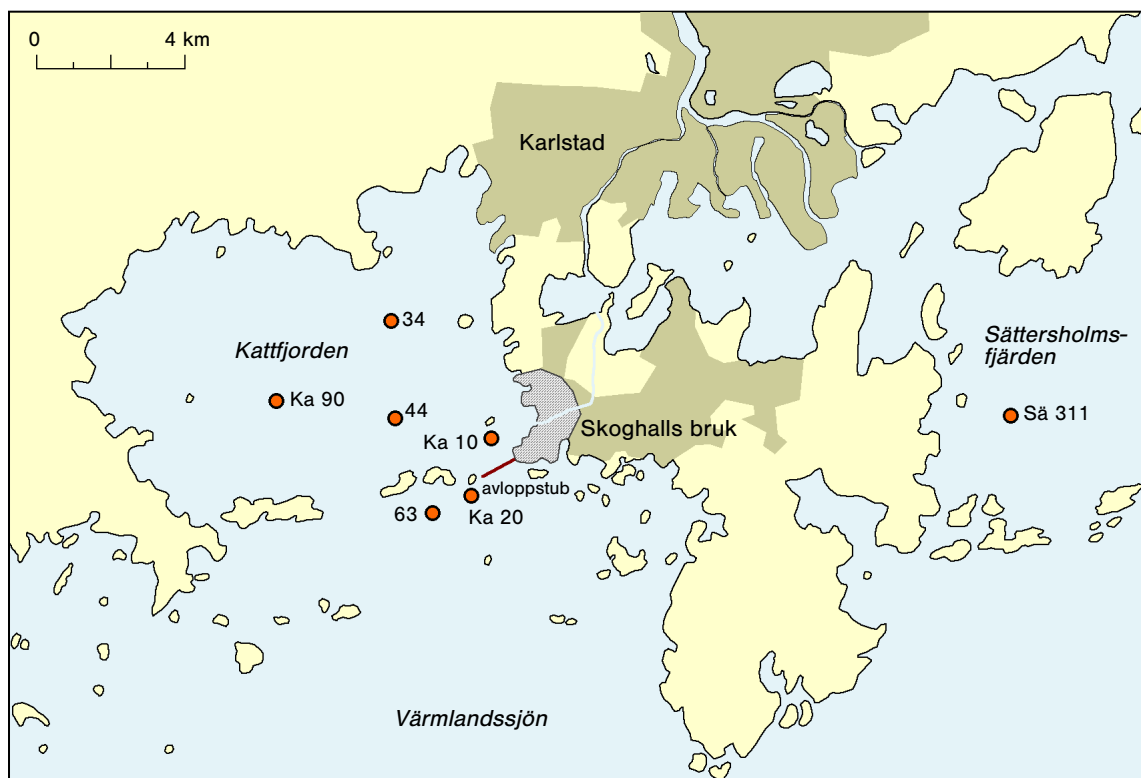 0 4 km
Karlstad
34
Kattfjorden
Sättersholms-
fjärden
Ka 90
44
Sä 311
Skoghalls bruk
Ka 10
avloppstub
63
Ka 20
Värmlandssjön